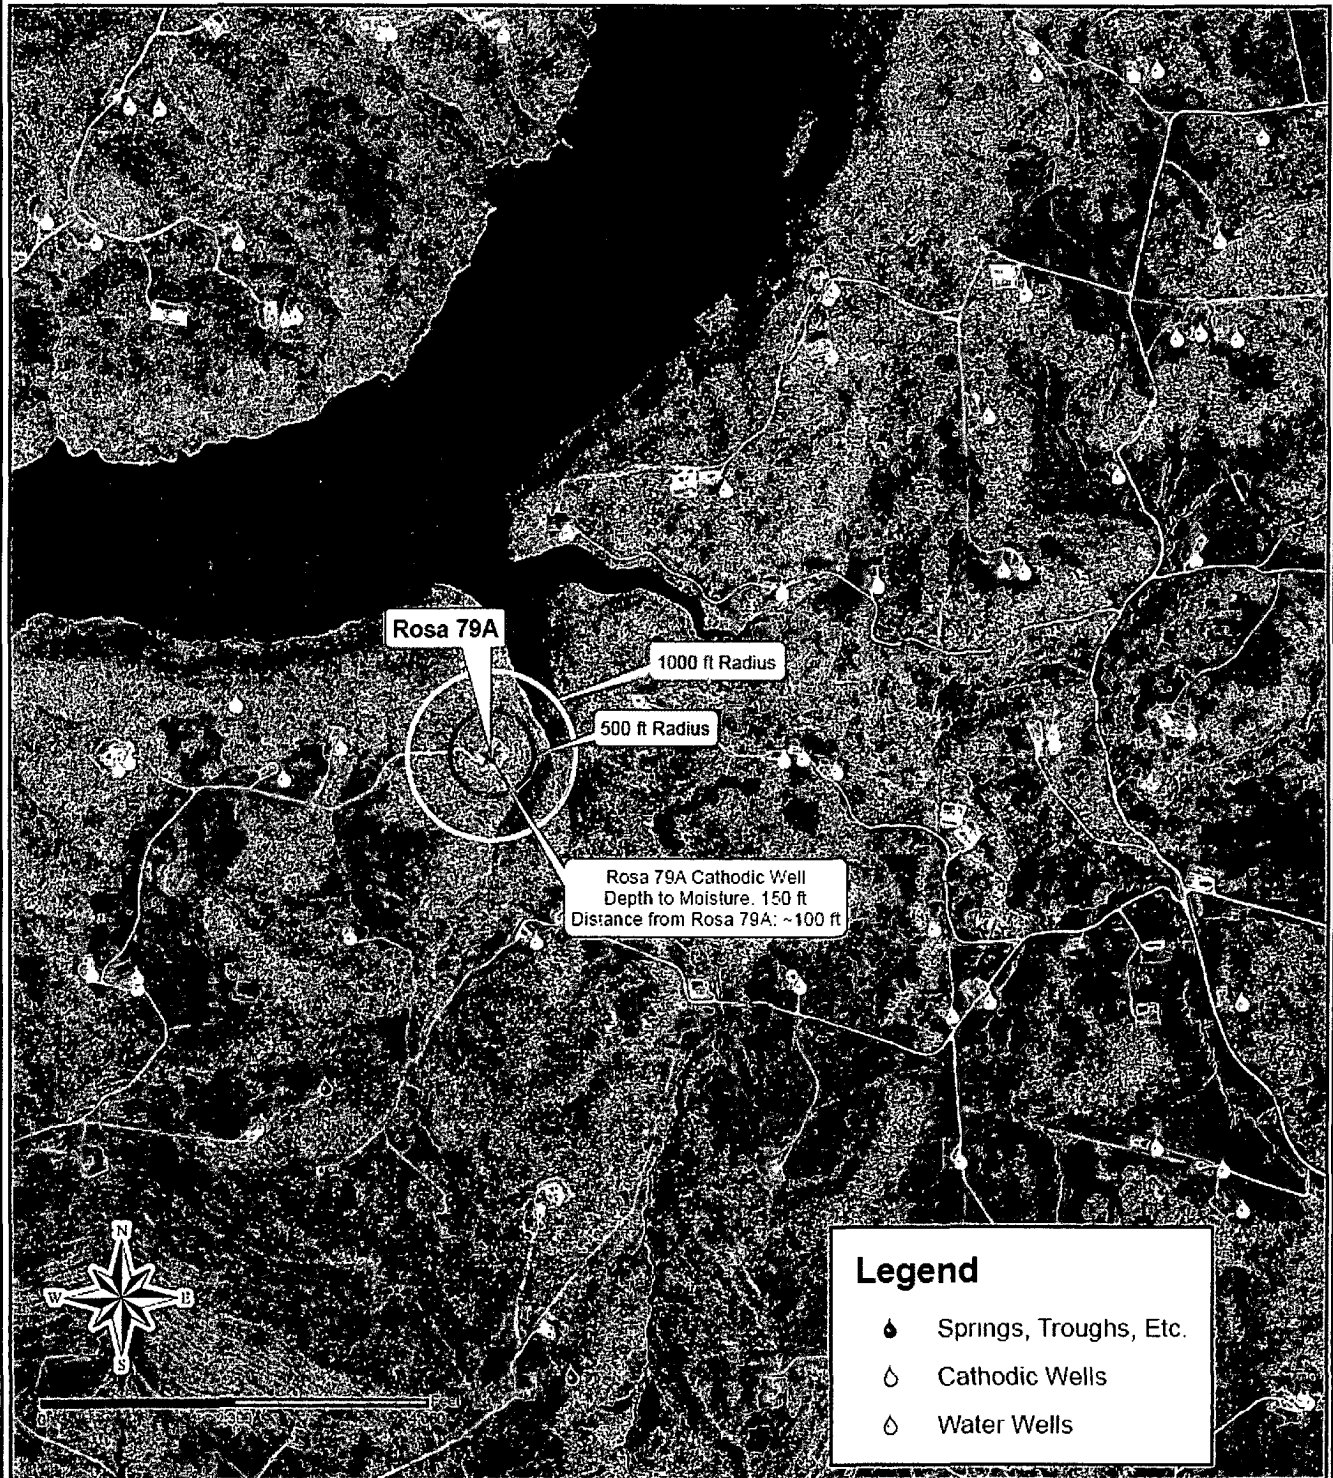 Rosa 79A
1000 ft Radius
500 ft Radius
Rosa 79A Cathodic Well
Depth to Moisture. 150 ft
Distance from Rosa 79A: ~100 ft
N
W
E
S
Legend
Springs, Troughs, Etc.
Cathodic Wells
Water Wells